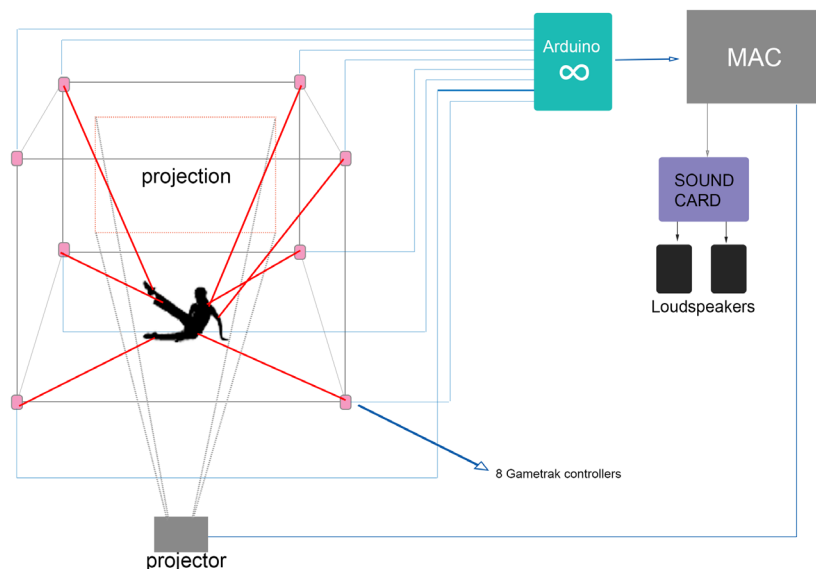 Arduino
∞
MAC
projection
SOUND
CARD
Loudspeakers
8 Gametrak controllers
projector